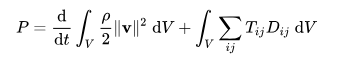 P = d/dt ∫_V ρ/2 ‖v‖² dV + ∫_V ∑_ij T_ij D_ij dV